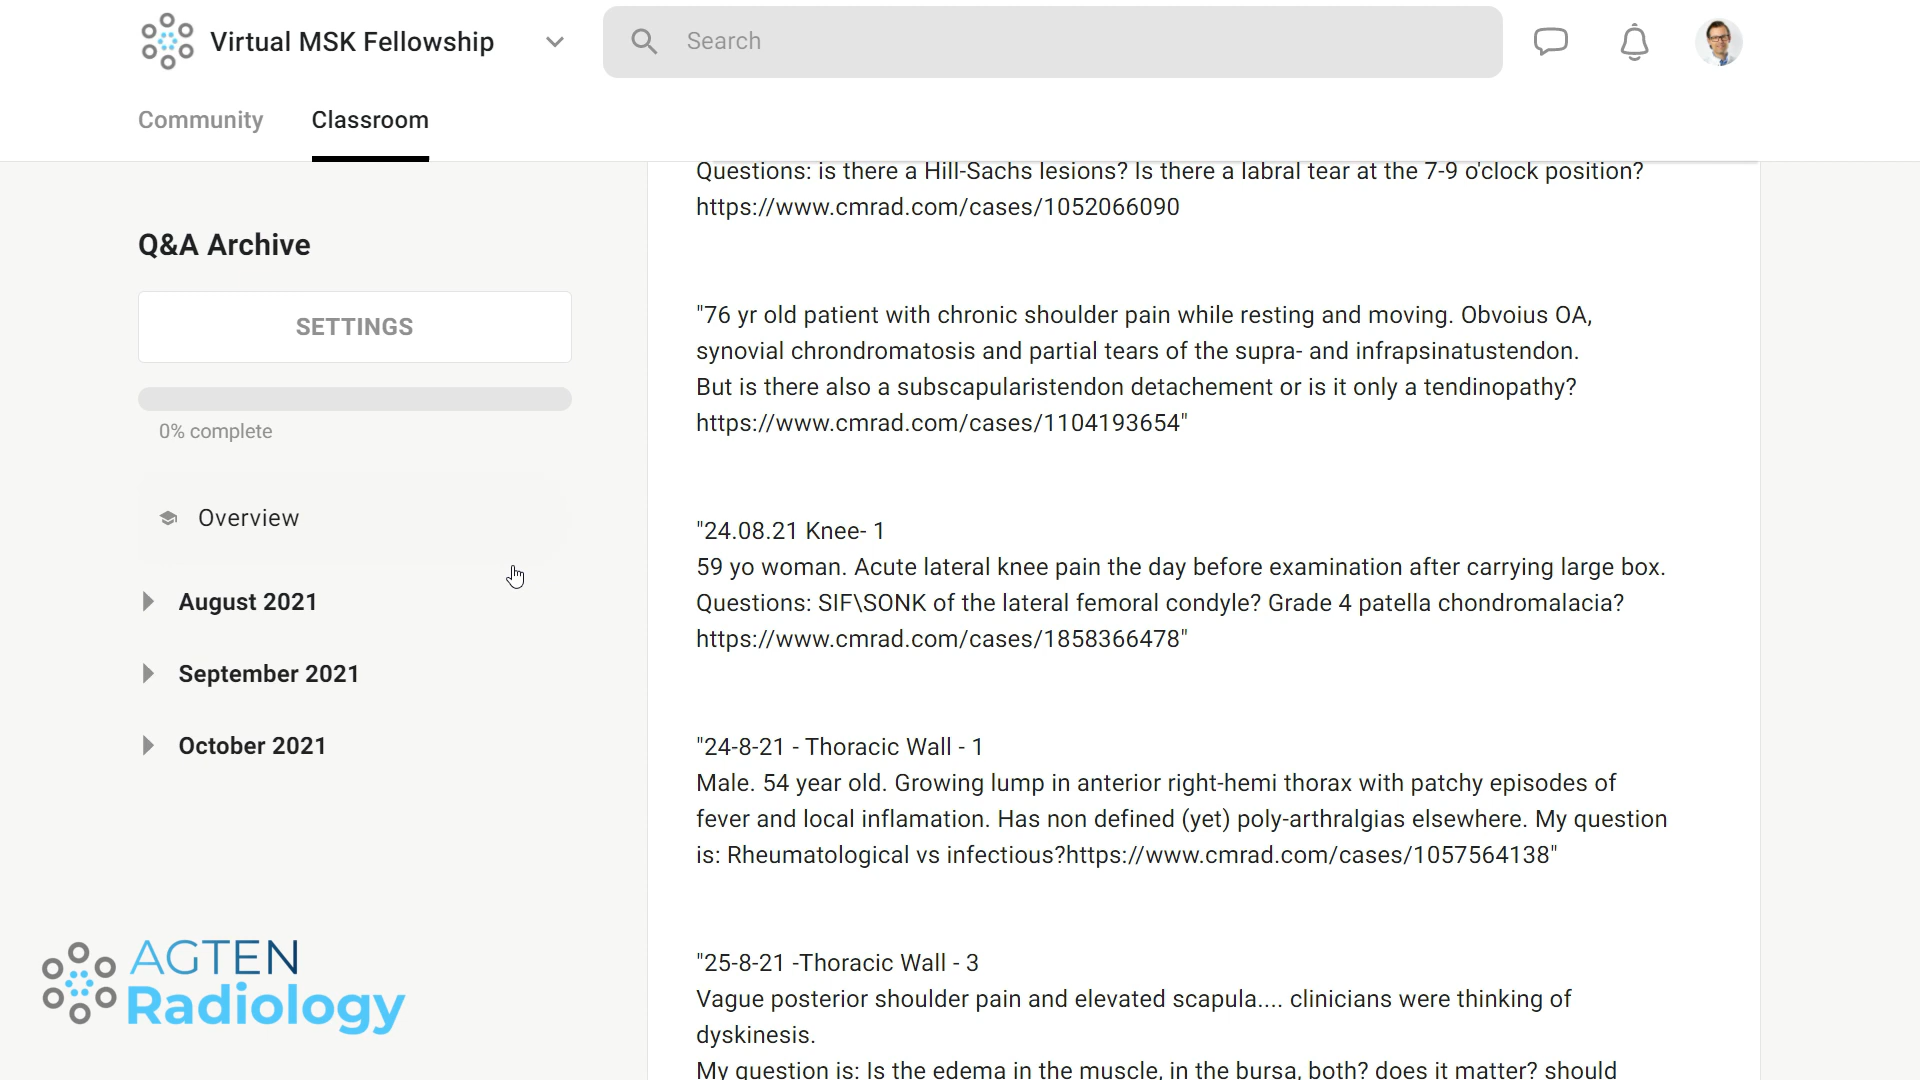 Virtual MSK Fellowship
Search
Community
Classroom
Q&A Archive
SETTINGS
0% complete
Overview
August 2021
September 2021
October 2021
AGTEN
Radiology
Questions: is there a Hill-Sachs lesions? Is there a labral tear at the 7-9 o'clock position?
https://www.cmrad.com/cases/1052066090
"76 yr old patient with chronic shoulder pain while resting and moving. Obvoius OA,
synovial chrondromatosis and partial tears of the supra- and infrapsinatustendon.
But is there also a subscapularistendon detachement or is it only a tendinopathy?
https://www.cmrad.com/cases/1104193654"
"24.08.21 Knee- 1
59 yo woman. Acute lateral knee pain the day before examination after carrying large box.
Questions: SIF\SONK of the lateral femoral condyle? Grade 4 patella chondromalacia?
https://www.cmrad.com/cases/1858366478"
"24-8-21 - Thoracic Wall - 1
Male. 54 year old. Growing lump in anterior right-hemi thorax with patchy episodes of
fever and local inflamation. Has non defined (yet) poly-arthralgias elsewhere. My question
is: Rheumatological vs infectious?https://www.cmrad.com/cases/1057564138"
"25-8-21 -Thoracic Wall - 3
Vague posterior shoulder pain and elevated scapula.... clinicians were thinking of
dyskinesis.
My question is: Is the edema in the muscle, in the bursa, both? does it matter? should